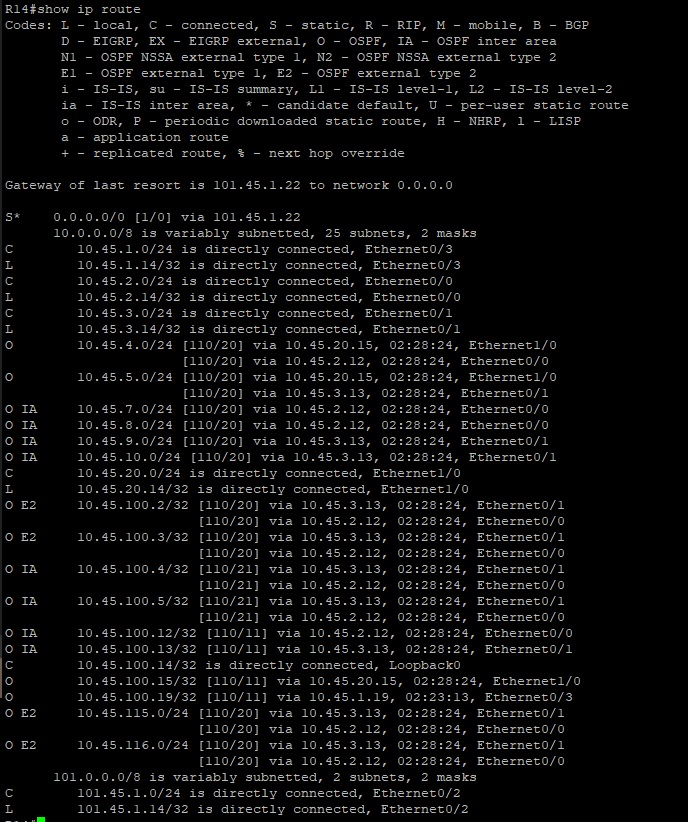 R14#show ip route
Codes: L - local, C - connected, S - static, R - RIP, M - mobile, B - BGP
       D - EIGRP, EX - EIGRP external, O - OSPF, IA - OSPF inter area
       N1 - OSPF NSSA external type 1, N2 - OSPF NSSA external type 2
       E1 - OSPF external type 1, E2 - OSPF external type 2
       i - IS-IS, su - IS-IS summary, L1 - IS-IS level-1, L2 - IS-IS level-2
       ia - IS-IS inter area, * - candidate default, U - per-user static route
       o - ODR, P - periodic downloaded static route, H - NHRP, l - LISP
       a - application route
       + - replicated route, % - next hop override
Gateway of last resort is 101.45.1.22 to network 0.0.0.0
S*    0.0.0.0/0 [1/0] via 101.45.1.22
      10.0.0.0/8 is variably subnetted, 25 subnets, 2 masks
C        10.45.1.0/24 is directly connected, Ethernet0/3
L        10.45.1.14/32 is directly connected, Ethernet0/3
C        10.45.2.0/24 is directly connected, Ethernet0/0
L        10.45.2.14/32 is directly connected, Ethernet0/0
C        10.45.3.0/24 is directly connected, Ethernet0/1
L        10.45.3.14/32 is directly connected, Ethernet0/1
O        10.45.4.0/24 [110/20] via 10.45.20.15, 02:28:24, Ethernet1/0
                      [110/20] via 10.45.2.12, 02:28:24, Ethernet0/0
O        10.45.5.0/24 [110/20] via 10.45.20.15, 02:28:24, Ethernet1/0
                      [110/20] via 10.45.3.13, 02:28:24, Ethernet0/1
O IA     10.45.7.0/24 [110/20] via 10.45.2.12, 02:28:24, Ethernet0/0
O IA     10.45.8.0/24 [110/20] via 10.45.2.12, 02:28:24, Ethernet0/0
O IA     10.45.9.0/24 [110/20] via 10.45.3.13, 02:28:24, Ethernet0/1
O IA     10.45.10.0/24 [110/20] via 10.45.3.13, 02:28:24, Ethernet0/1
C        10.45.20.0/24 is directly connected, Ethernet1/0
L        10.45.20.14/32 is directly connected, Ethernet1/0
O E2     10.45.100.2/32 [110/20] via 10.45.3.13, 02:28:24, Ethernet0/1
                        [110/20] via 10.45.2.12, 02:28:24, Ethernet0/0
O E2     10.45.100.3/32 [110/20] via 10.45.3.13, 02:28:24, Ethernet0/1
                        [110/20] via 10.45.2.12, 02:28:24, Ethernet0/0
O IA     10.45.100.4/32 [110/21] via 10.45.3.13, 02:28:24, Ethernet0/1
                        [110/21] via 10.45.2.12, 02:28:24, Ethernet0/0
O IA     10.45.100.5/32 [110/21] via 10.45.3.13, 02:28:24, Ethernet0/1
                        [110/21] via 10.45.2.12, 02:28:24, Ethernet0/0
O IA     10.45.100.12/32 [110/11] via 10.45.2.12, 02:28:24, Ethernet0/0
O IA     10.45.100.13/32 [110/11] via 10.45.3.13, 02:28:24, Ethernet0/1
C        10.45.100.14/32 is directly connected, Loopback0
O        10.45.100.15/32 [110/11] via 10.45.20.15, 02:28:24, Ethernet1/0
O        10.45.100.19/32 [110/11] via 10.45.1.19, 02:23:13, Ethernet0/3
O E2     10.45.115.0/24 [110/20] via 10.45.3.13, 02:28:24, Ethernet0/1
                        [110/20] via 10.45.2.12, 02:28:24, Ethernet0/0
O E2     10.45.116.0/24 [110/20] via 10.45.3.13, 02:28:24, Ethernet0/1
                        [110/20] via 10.45.2.12, 02:28:24, Ethernet0/0
      101.0.0.0/8 is variably subnetted, 2 subnets, 2 masks
C        101.45.1.0/24 is directly connected, Ethernet0/2
L        101.45.1.14/32 is directly connected, Ethernet0/2
R14#